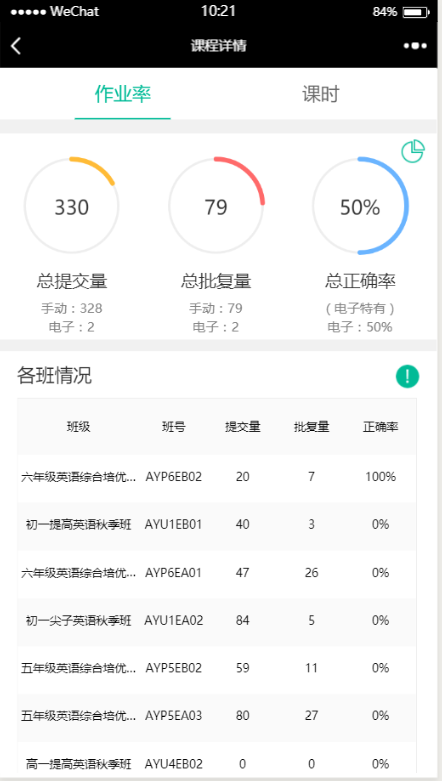 ●●●●● WeChat 10:21 84%
课程详情
作业率 课时
330 79 50%
总提交量 总批复量 总正确率
手动：328 手动：79 （电子特有）
电子：2 电子：2 电子：50%
各班情况 !
班级 班号 提交量 批复量 正确率
六年级英语综合培优... AYP6EB02 20 7 100%
初一提高英语秋季班 AYU1EB01 40 3 0%
六年级英语综合培优... AYP6EA01 47 26 0%
初一尖子英语秋季班 AYU1EA02 84 5 0%
五年级英语综合培优... AYP5EB02 59 11 0%
五年级英语综合培优... AYP5EA03 80 27 0%
高一提高英语秋季班 AYU4EB02 0 0 0%